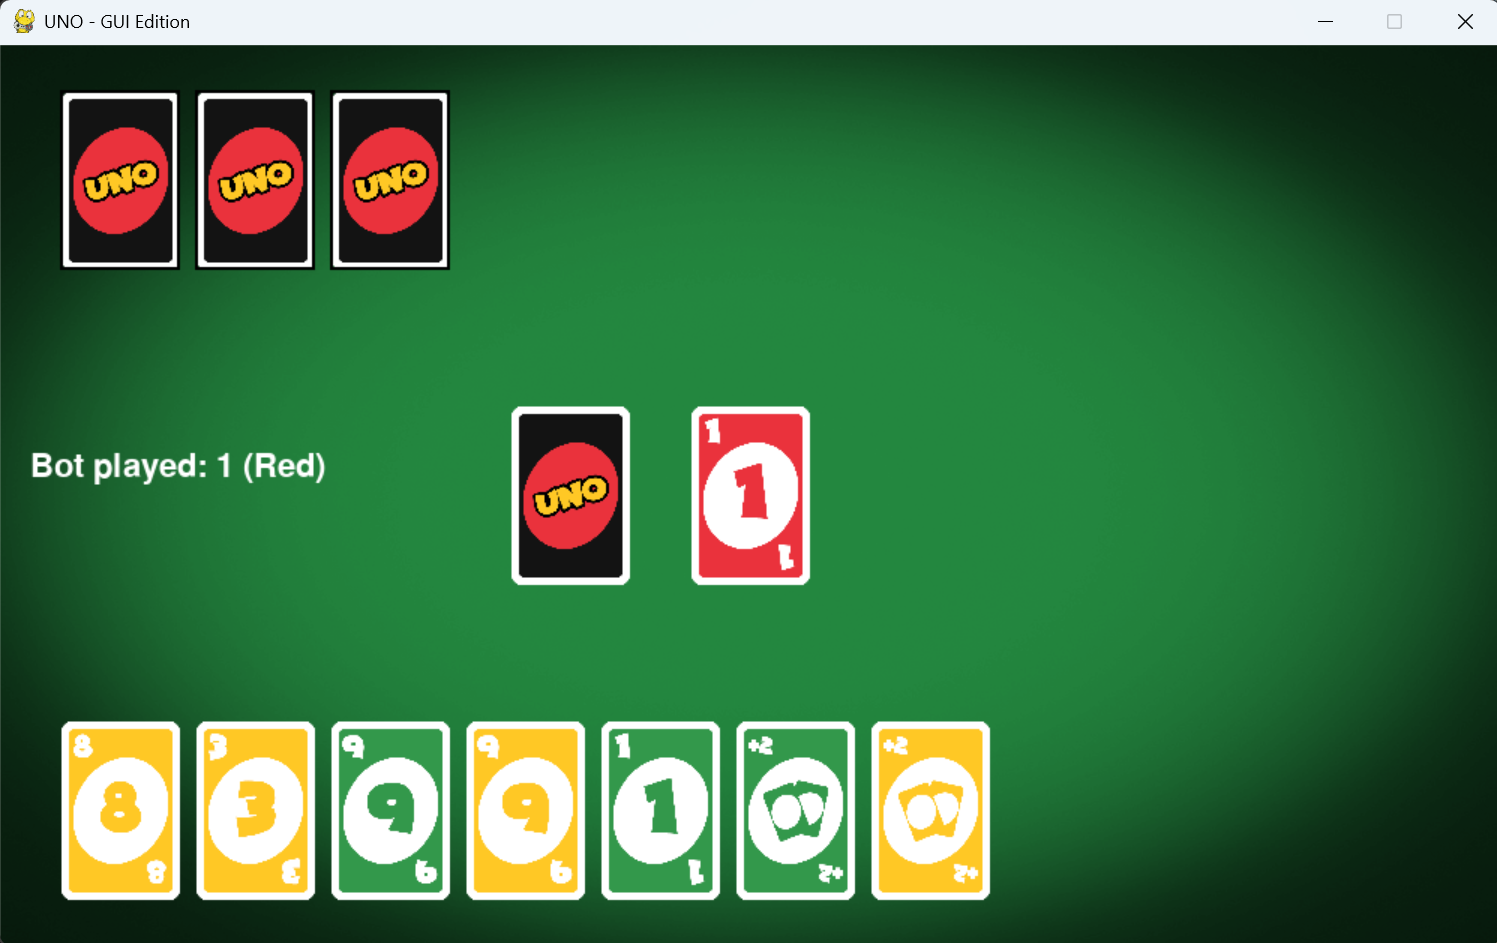 UNO - GUI Edition
UNO UNO UNO
Bot played: 1 (Red)
UNO
1
1
1
8 3 9 9 1 +2 +2
8 3 9 9 1
8 3 9 9 1 +2 +2